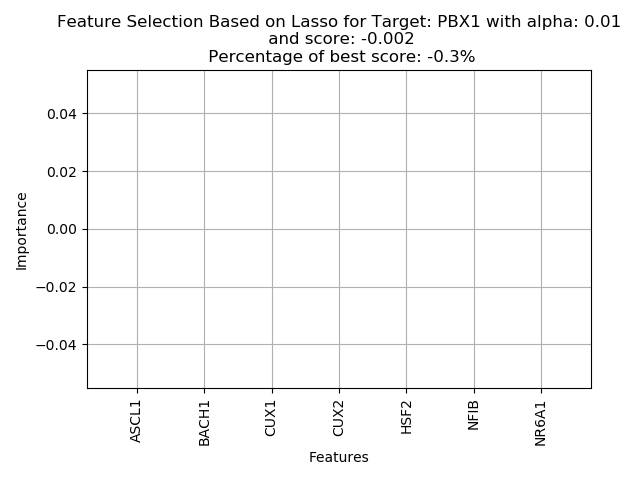 Feature Selection Based on Lasso for Target: PBX1 with alpha: 0.01
and score: -0.002
Percentage of best score: -0.3%
0.04
0.02
0.00
−0.02
−0.04
Importance
ASCL1
BACH1
CUX1
CUX2
HSF2
NFIB
NR6A1
Features